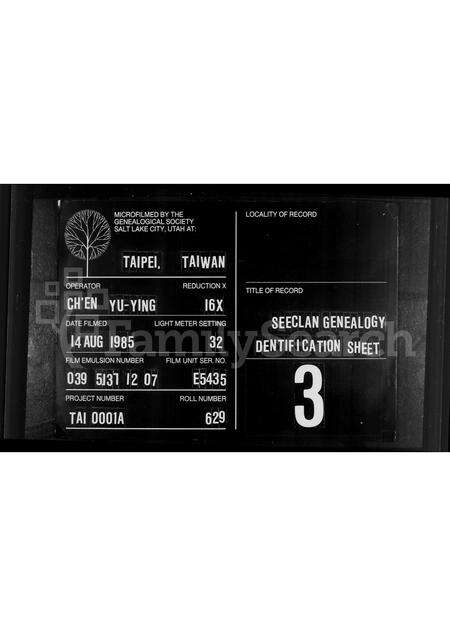 MICROFILMED BY THE
GENEALOGICAL SOCIETY
SALT LAKE CITY, UTAH AT:
TAIPEI, TAIWAN
OPERATOR REDUCTION X
CH'EN YU-YING 16X
DATE FILMED LIGHT METER SETTING
14 AUG 1985 32
FILM EMULSION NUMBER FILM UNIT SER. NO.
039 5137 12 07 E5435
PROJECT NUMBER ROLL NUMBER
TAI 0001A 629
LOCALITY OF RECORD
TITLE OF RECORD
SEECLAN GENEALOGY
DENTIFICATION SHEET
3
FamilySearch